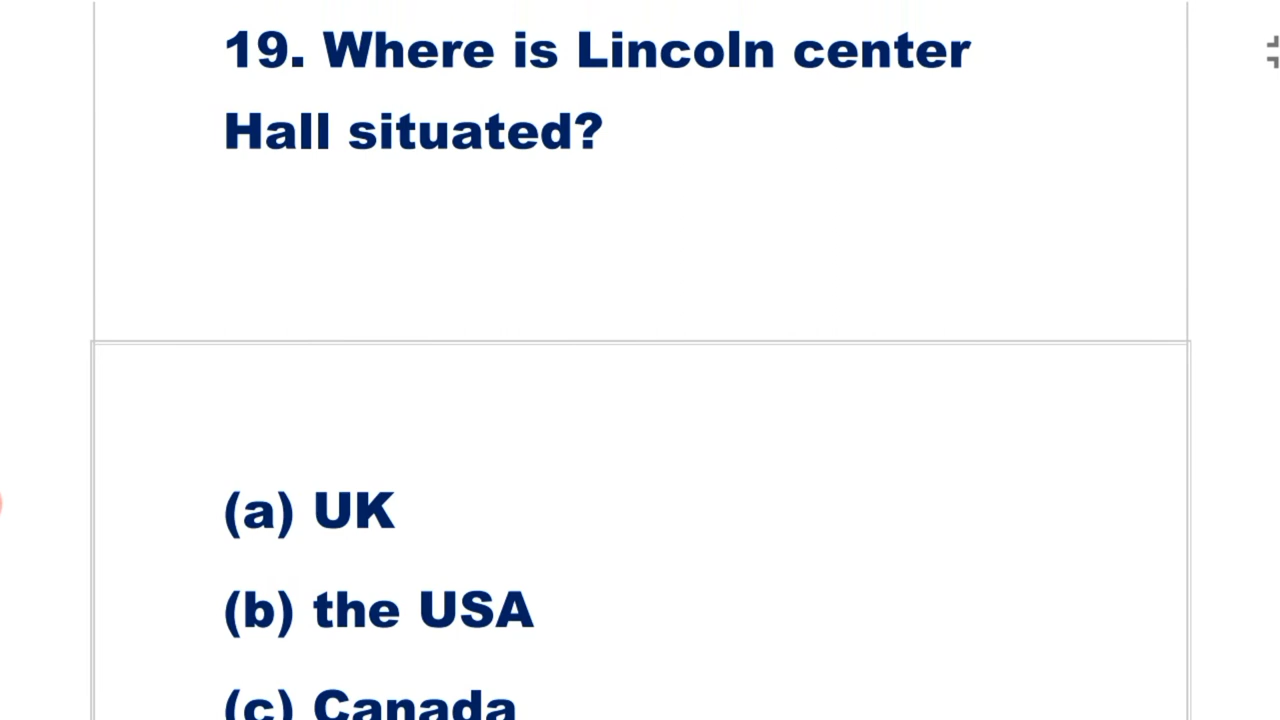 19. Where is Lincoln center
Hall situated?
(a) UK
(b) the USA
(c) Canada